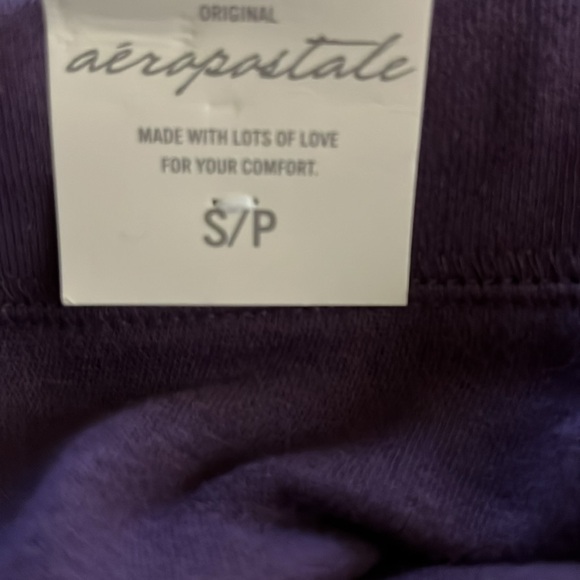 ORIGINAL
aéropostale
MADE WITH LOTS OF LOVE
FOR YOUR COMFORT.
S/P